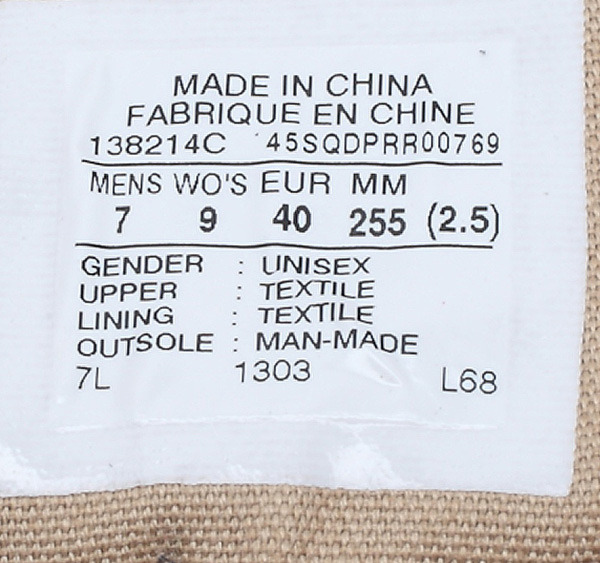 MADE IN CHINA
FABRIQUE EN CHINE
138214C 45SQDPRR00769
MENS WO'S EUR MM
7 9 40 255 (2.5)
GENDER : UNISEX
UPPER : TEXTILE
LINING : TEXTILE
OUTSOLE : MAN-MADE
7L 1303 L68